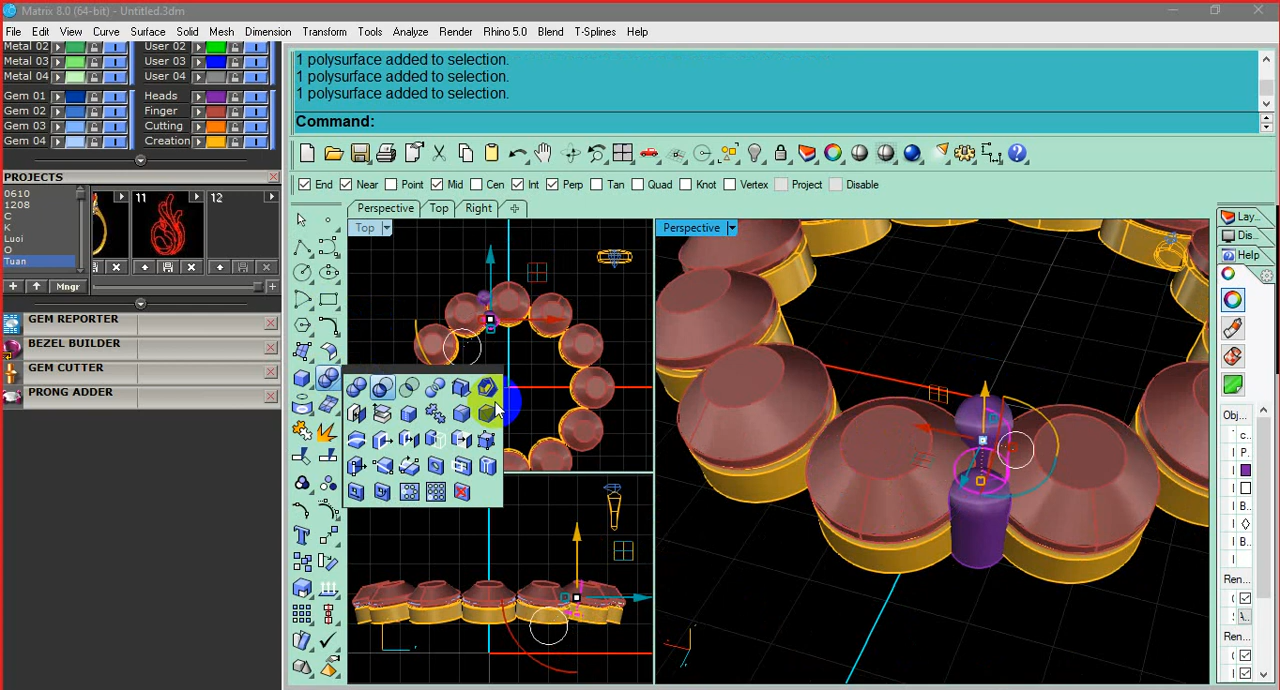 Matrix 8.0 (64-bit) - Untitled.3dm
File Edit View Curve Surface Solid Mesh Dimension Transform Tools Analyze Render Rhino 5.0 Blend T-Splines Help
Metal 02 User 02
Metal 03 User 03
Metal 04 User 04
Gem 01 Heads
Gem 02 Finger
Gem 03 Cutting
Gem 04 Creation
1 polysurface added to selection.
1 polysurface added to selection.
1 polysurface added to selection.
Command:
End Near Point Mid Cen Int Perp Tan Quad Knot Vertex Project Disable
PROJECTS
0610
1208
C
K
Luoi
O
Tuan
11 12
Mngr
GEM REPORTER
BEZEL BUILDER
GEM CUTTER
PRONG ADDER
Perspective Top Right
Top
Perspective
Lay...
Dis...
Help
Obj...
c..
P.
B..
B..
Ren...
Ren...